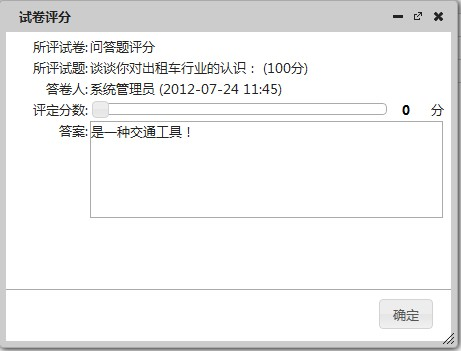 试卷评分
所评试卷: 问答题评分
所评试题: 谈谈你对出租车行业的认识： (100分)
答卷人: 系统管理员 (2012-07-24 11:45)
评定分数: 0 分
答案: 是一种交通工具！
确定